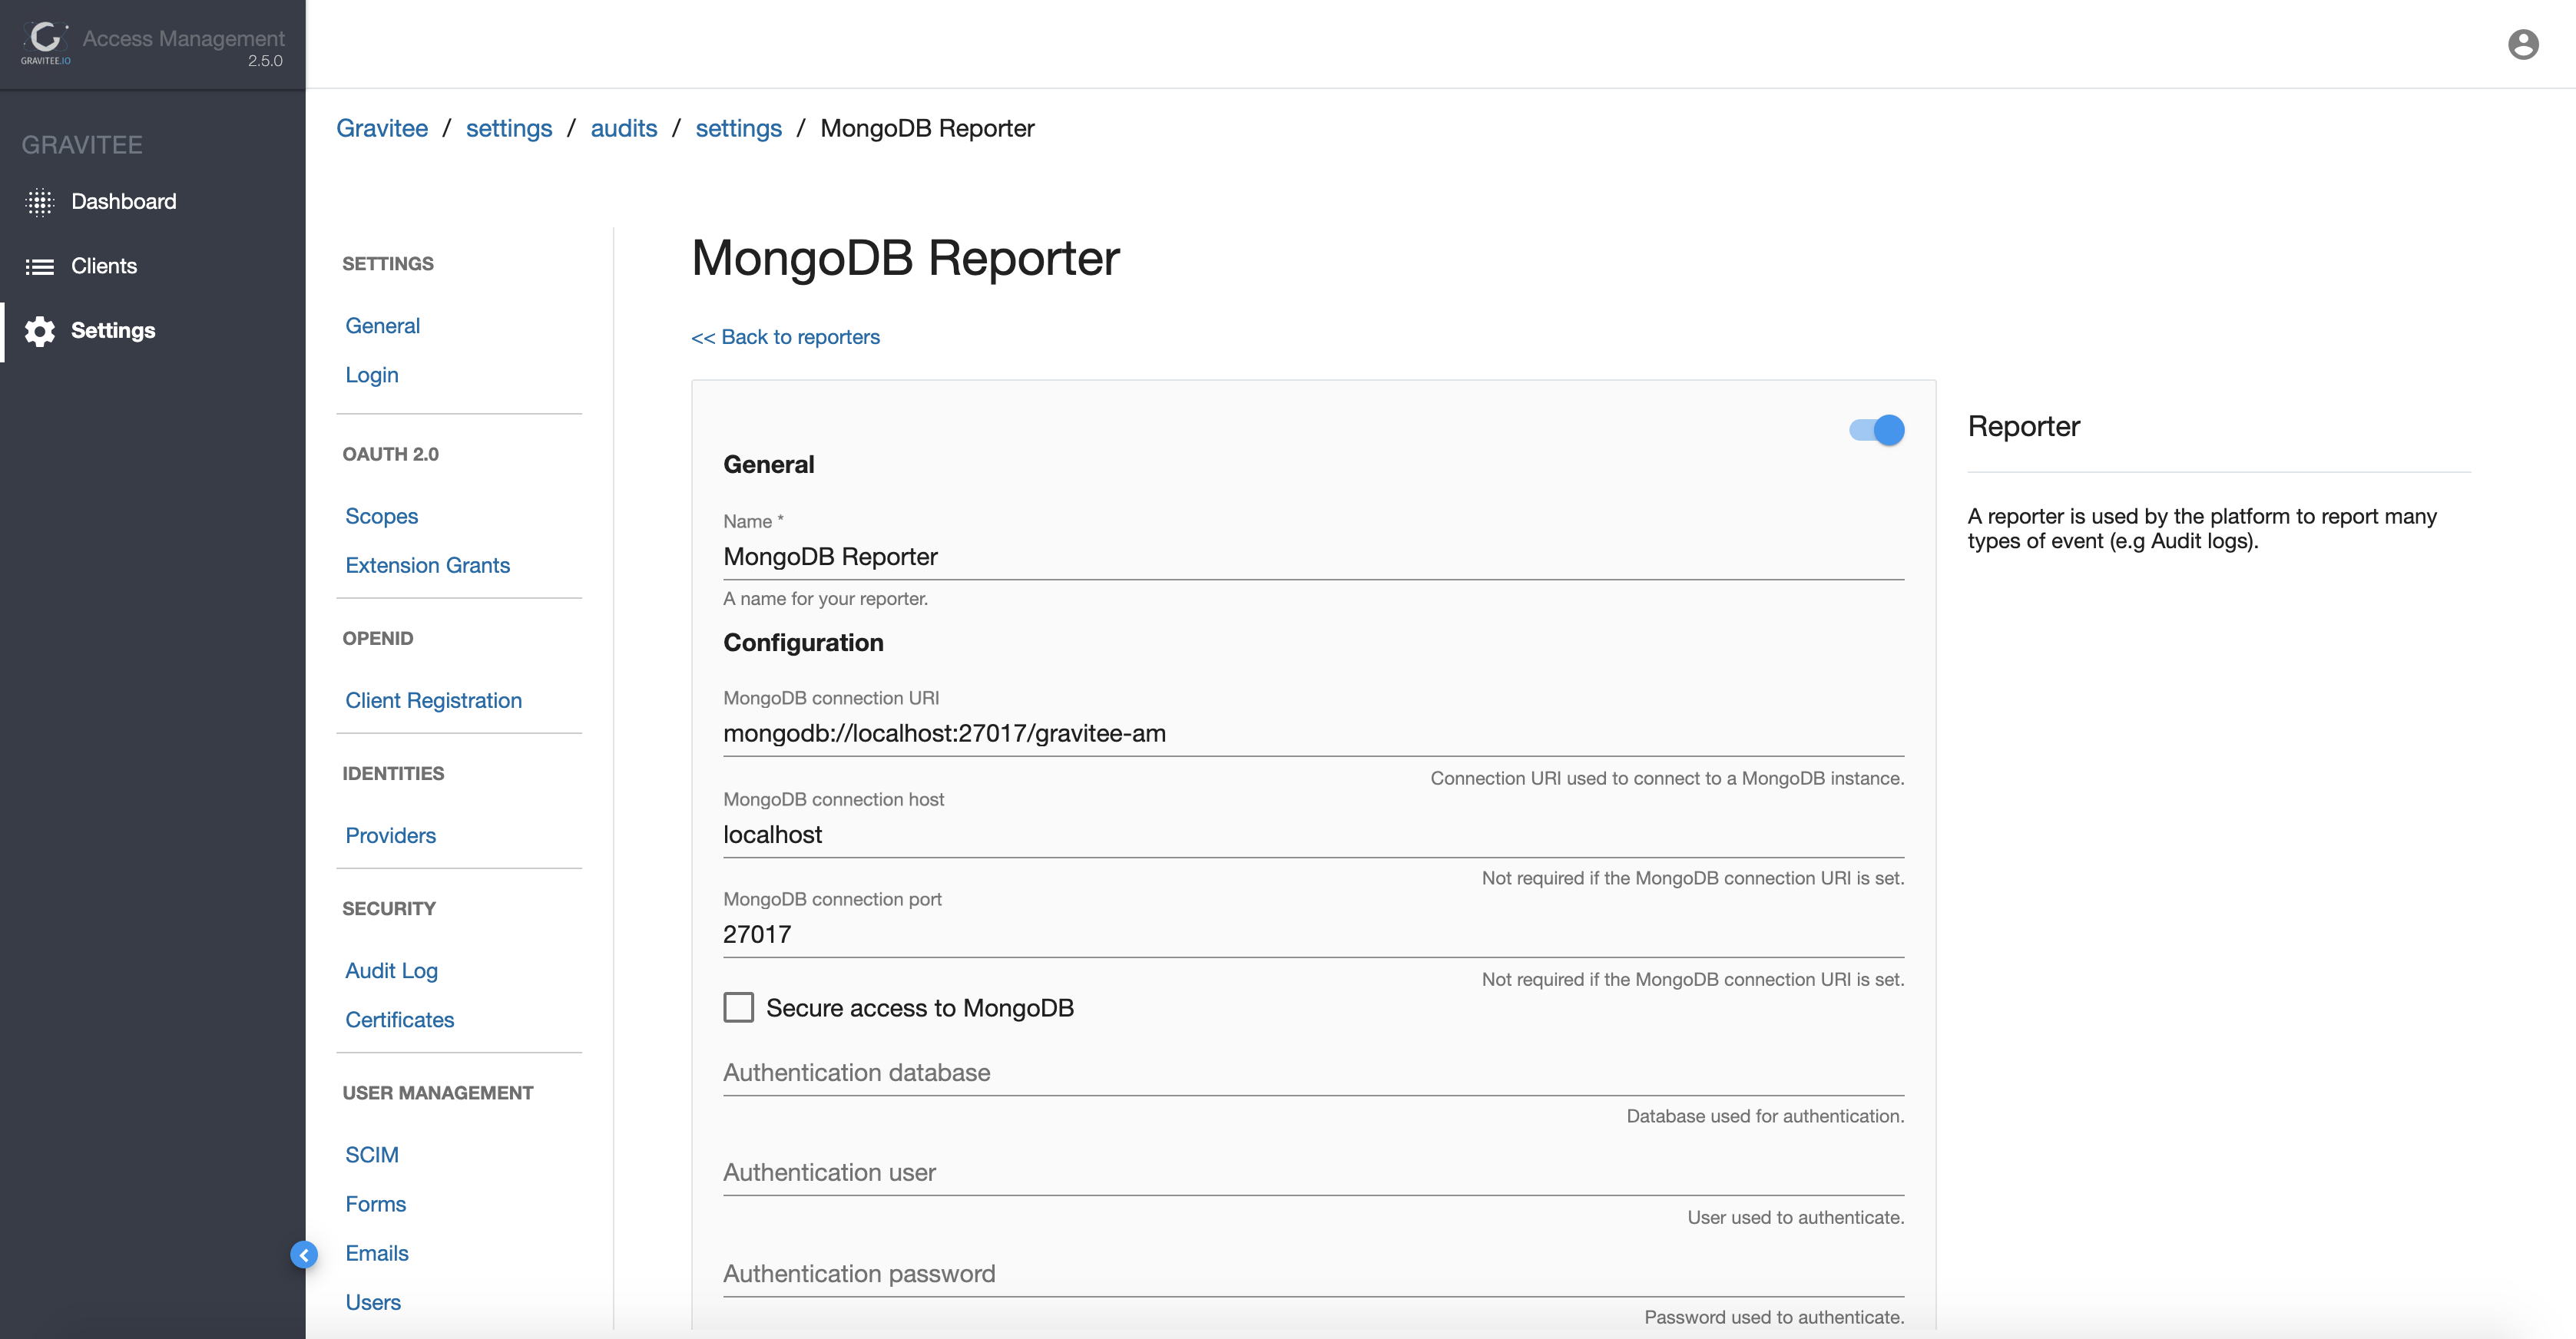 GRAVITEE.IO
Access Management
2.5.0
GRAVITEE
Dashboard
Clients
Settings
Gravitee / settings / audits / settings / MongoDB Reporter
SETTINGS
General
Login
OAUTH 2.0
Scopes
Extension Grants
OPENID
Client Registration
IDENTITIES
Providers
SECURITY
Audit Log
Certificates
USER MANAGEMENT
SCIM
Forms
Emails
Users
MongoDB Reporter
<< Back to reporters
General
Name *
MongoDB Reporter
A name for your reporter.
Configuration
MongoDB connection URI
mongodb://localhost:27017/gravitee-am
Connection URI used to connect to a MongoDB instance.
MongoDB connection host
localhost
Not required if the MongoDB connection URI is set.
MongoDB connection port
27017
Not required if the MongoDB connection URI is set.
Secure access to MongoDB
Authentication database
Database used for authentication.
Authentication user
User used to authenticate.
Authentication password
Password used to authenticate.
Reporter
A reporter is used by the platform to report many
types of event (e.g Audit logs).